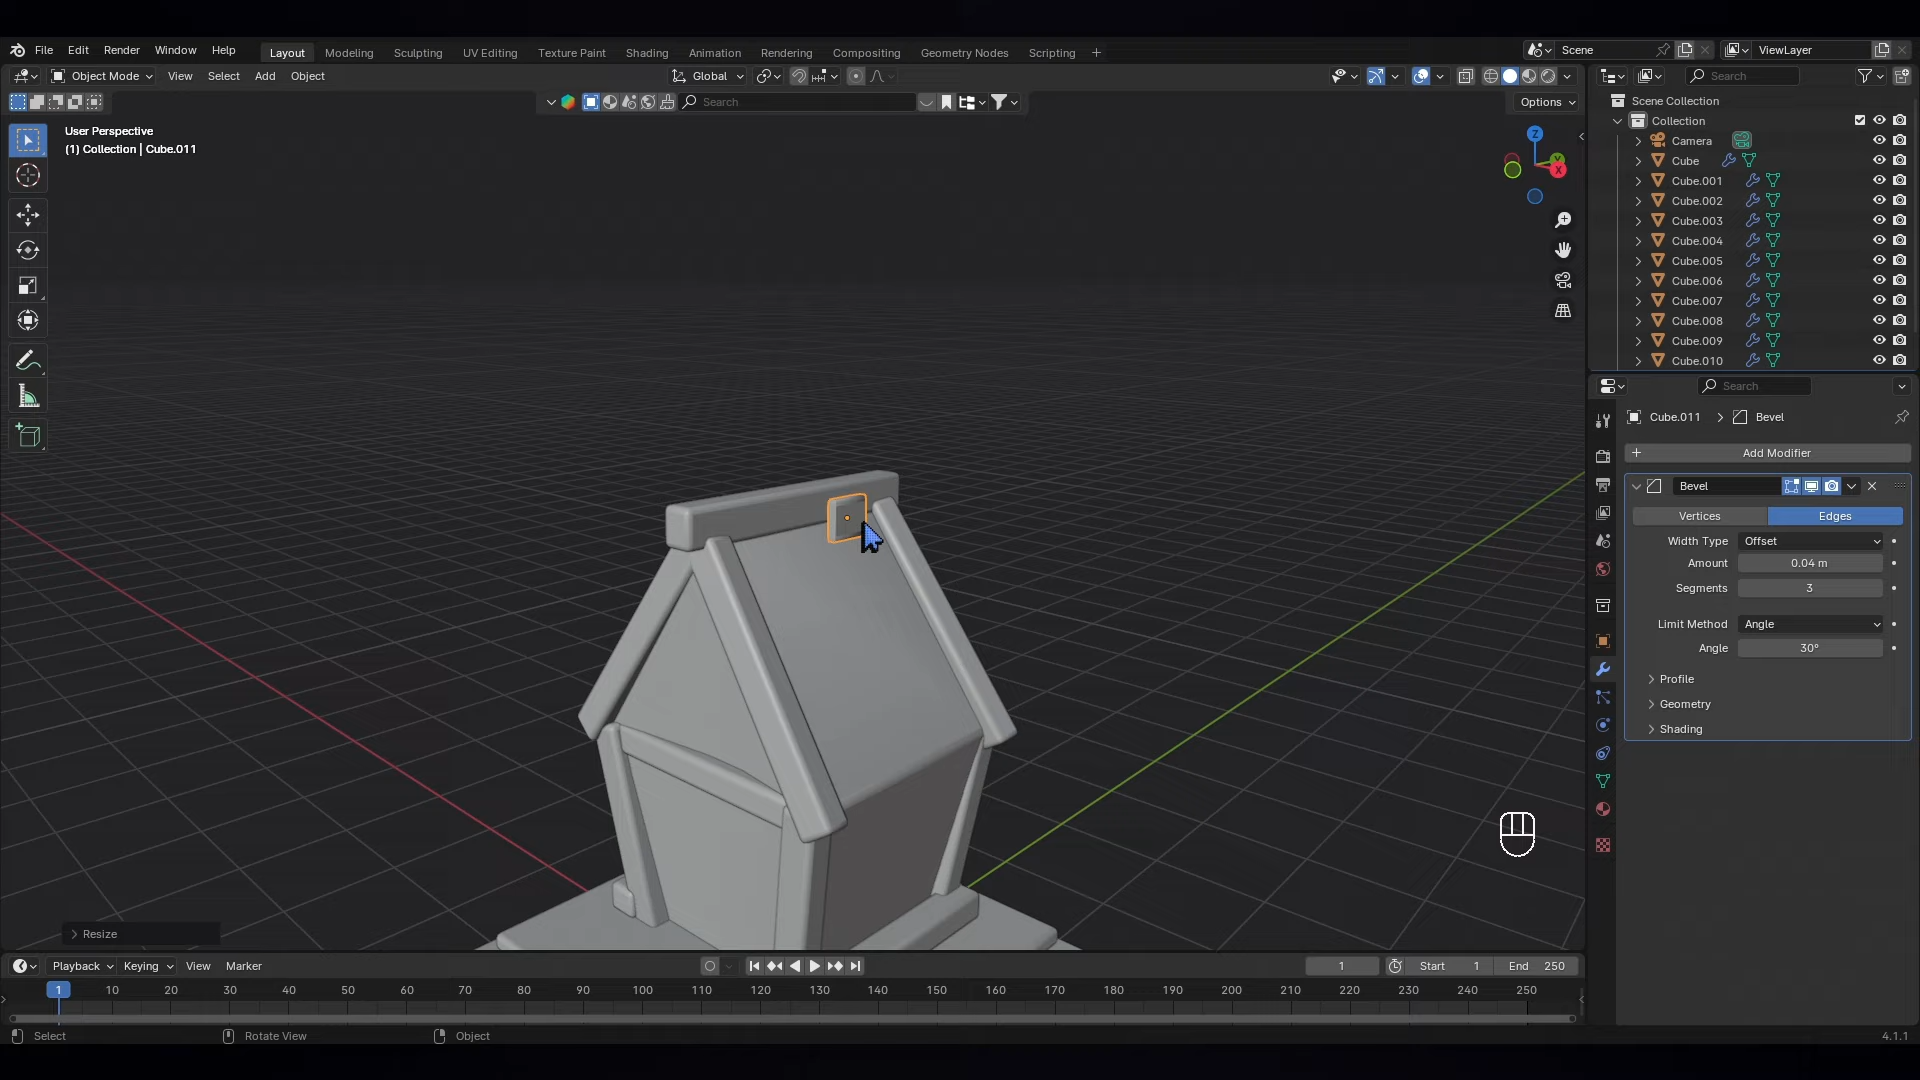 File Edit Render Window Help Layout Modeling Sculpting UV Editing Texture Paint Shading Animation Rendering Compositing Geometry Nodes Scripting + Scene ViewLayer
Object Mode View Select Add Object Global Search
Search Options
User Perspective
(1) Collection | Cube.011
Z
X
Y
Scene Collection
Collection
Camera
Cube
Cube.001
Cube.002
Cube.003
Cube.004
Cube.005
Cube.006
Cube.007
Cube.008
Cube.009
Cube.010
Search
Cube.011 > Bevel
+ Add Modifier
Bevel
Vertices Edges
Width Type Offset
Amount 0.04 m
Segments 3
Limit Method Angle
Angle 30°
Profile
Geometry
Shading
Resize
Playback Keying View Marker 1 Start 1 End 250
1 10 20 30 40 50 60 70 80 90 100 110 120 130 140 150 160 170 180 190 200 210 220 230 240 250
Select Rotate View Object 4.1.1